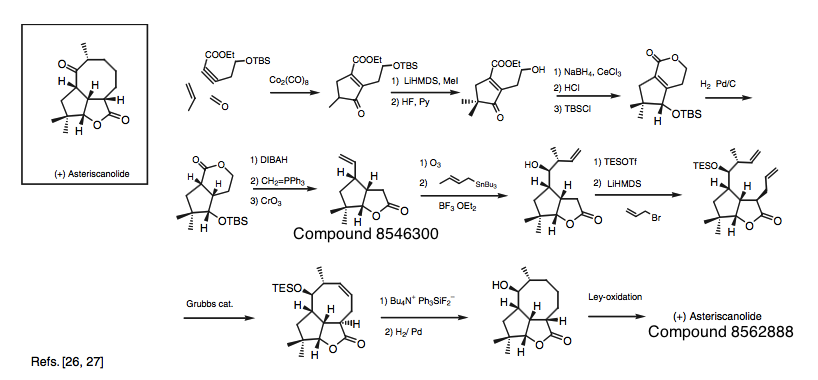 COOEt
OTBS
Co2(CO)8
O
COOEt
OTBS
O
1) LiHMDS, MeI
2) HF, Py
COOEt
OH
O
1) NaBH4, CeCl3
2) HCl
3) TBSCl
O
O
H
OTBS
H2 Pd/C
O
H
H
H
H
O
O
(+) Asteriscanolide
O
O
H
H
H
OTBS
1) DIBAH
2) CH2=PPh3
3) CrO3
H
H
H
O
O
Compound 8546300
1) O3
2)
SnBu3
BF3 OEt2
HO
H
H
H
O
O
1) TESOTf
2) LiHMDS
Br
TESO
H
H
H
O
O
Grubbs cat.
TESO
H
H
H
H
O
O
1) Bu4N+ Ph3SiF2−
2) H2/ Pd
HO
H
H
H
H
O
O
Ley-oxidation
(+) Asteriscanolide
Compound 8562888
Refs. [26, 27]